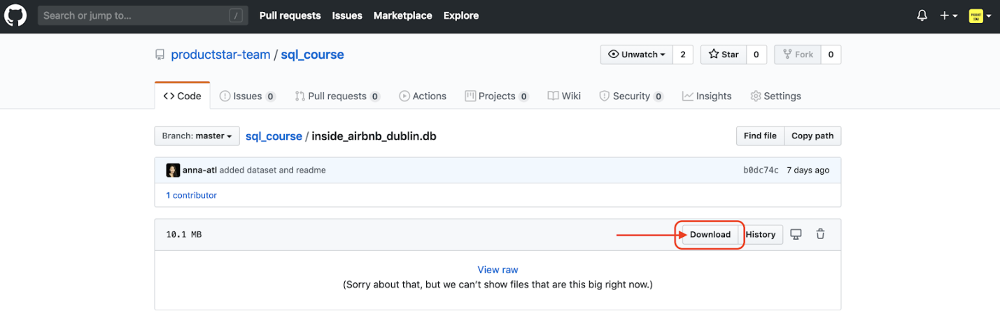 Search or jump to... / Pull requests Issues Marketplace Explore
PRODUCT STAR
productstar-team / sql_course Unwatch 2 Star 0 Fork 0
Code Issues 0 Pull requests 0 Actions Projects 0 Wiki Security 0 Insights Settings
Branch: master sql_course / inside_airbnb_dublin.db Find file Copy path
anna-atl added dataset and readme b0dc74c 7 days ago
1 contributor
10.1 MB Download History
View raw
(Sorry about that, but we can't show files that are this big right now.)